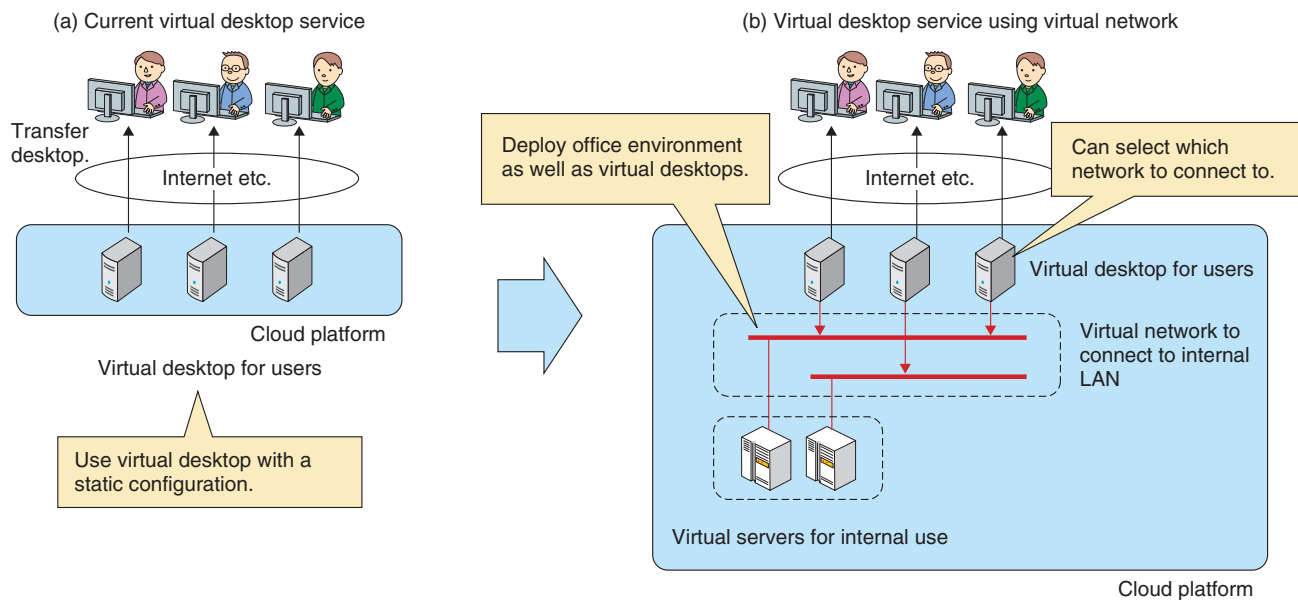 (a) Current virtual desktop service
Transfer
desktop.
Internet etc.
Cloud platform
Virtual desktop for users
Use virtual desktop with a
static configuration.
(b) Virtual desktop service using virtual network
Deploy office environment
as well as virtual desktops.
Internet etc.
Can select which
network to connect to.
Virtual desktop for users
Virtual network to
connect to internal
LAN
Virtual servers for internal use
Cloud platform